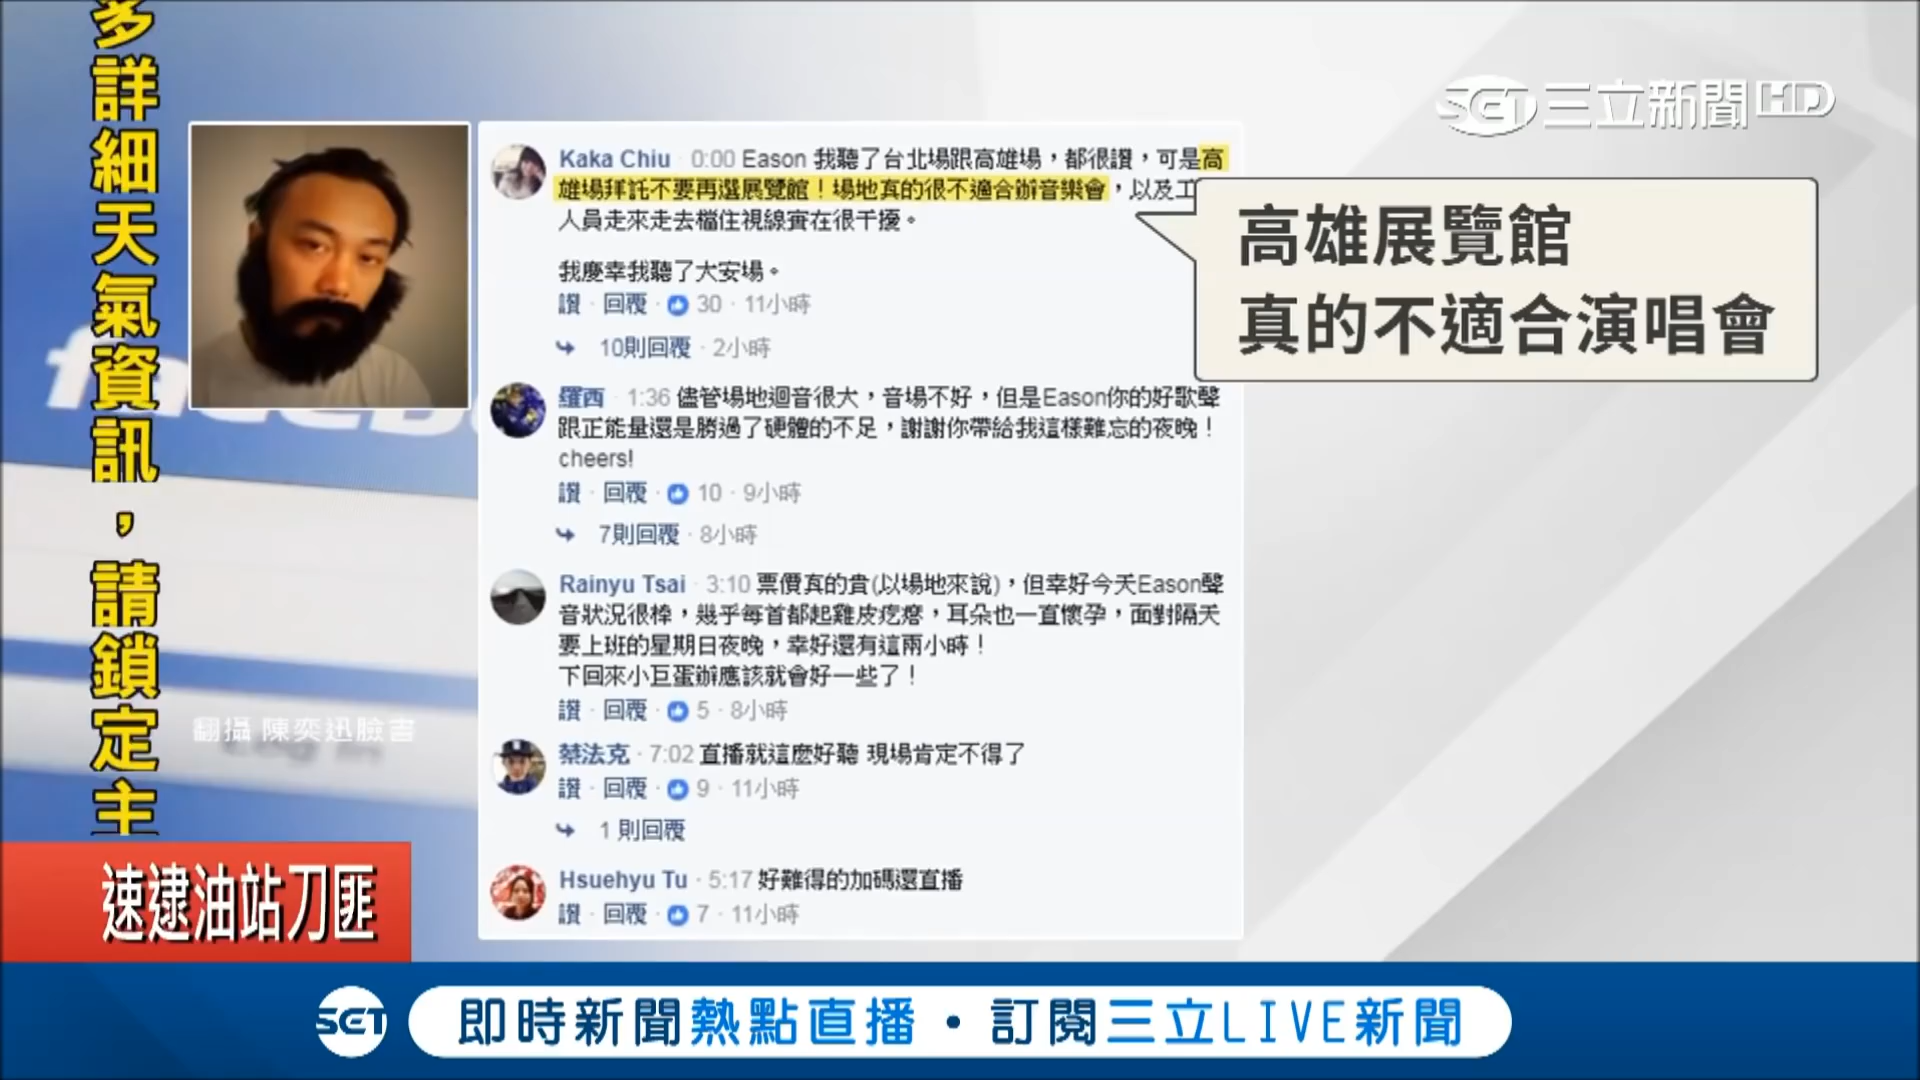 多詳細天氣資訊，請鎖定主
SET三立新聞HD
Kaka Chiu · 0:00 Eason 我聽了台北場跟高雄場，都很讚，可是高
雄場拜託不要再選展覽館！場地真的很不適合辦音樂會，以及工
人員走來走去檔住視線實在很干擾。
我慶幸我聽了大安場。
讚 · 回覆 · 30 · 11小時
10則回覆 · 2小時
高雄展覽館
真的不適合演唱會
羅西 · 1:36 儘管場地迴音很大，音場不好，但是Eason你的好歌聲
跟正能量還是勝過了硬體的不足，謝謝你帶給我這樣難忘的夜晚！
cheers!
讚 · 回覆 · 10 · 9小時
7則回覆 · 8小時
Rainyu Tsai · 3:10 票價真的貴(以場地來說)，但幸好今天Eason聲
音狀況很棒，幾乎每首都起雞皮疙瘩，耳朵也一直懷孕，面對隔天
要上班的星期日夜晚，幸好還有這兩小時！
下回來小巨蛋辦應該就會好一些了！
讚 · 回覆 · 5 · 8小時
蔡法克 · 7:02 直播就這麼好聽 現場肯定不得了
讚 · 回覆 · 9 · 11小時
1 則回覆
Hsuehyu Tu · 5:17 好難得的加碼還直播
讚 · 回覆 · 7 · 11小時
翻攝 陳奕迅臉書
Log In
速逮油站刀匪
SET 即時新聞熱點直播・訂閱三立LIVE新聞